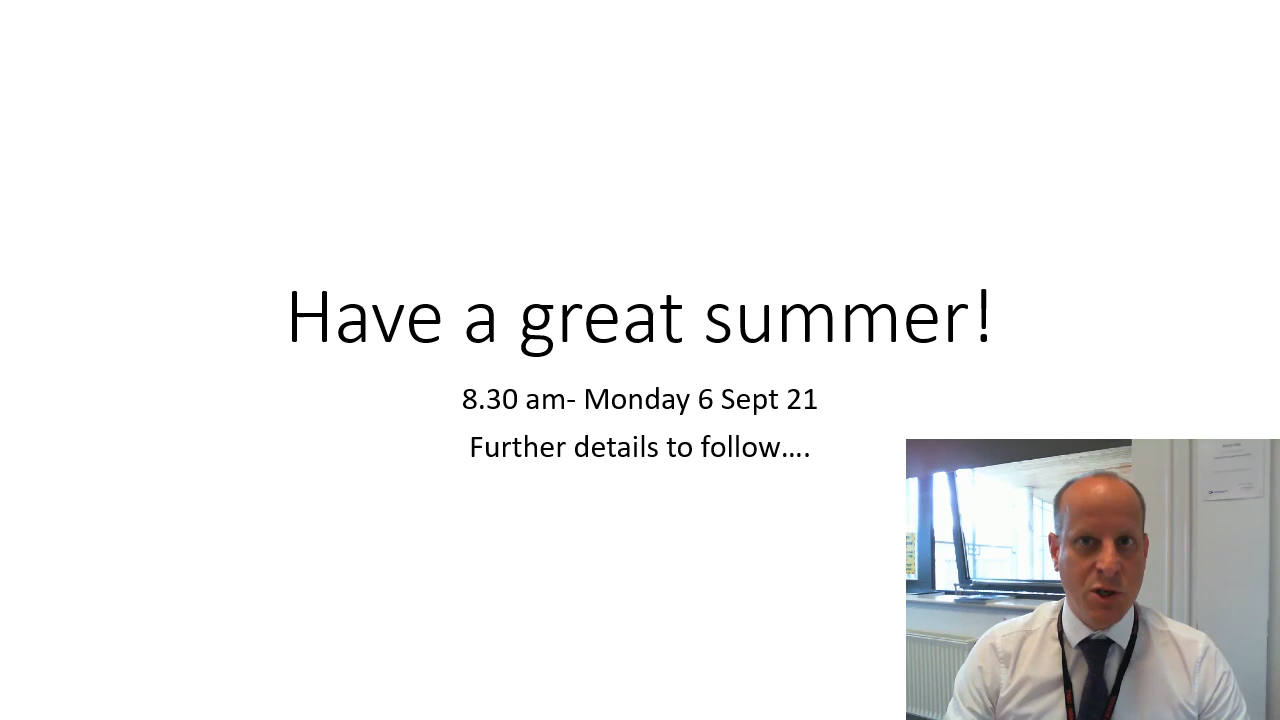 Have a great summer!
8.30 am- Monday 6 Sept 21
Further details to follow….